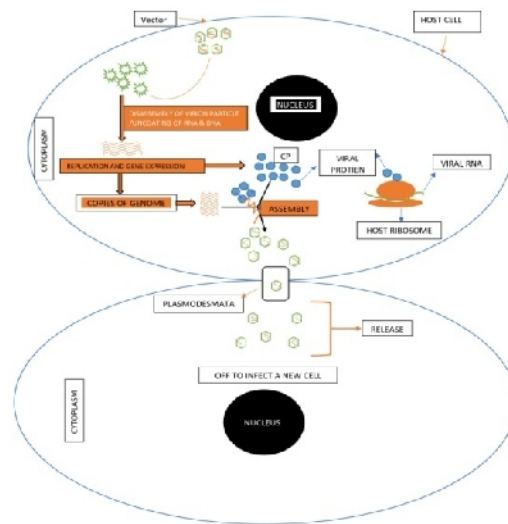 Vector
HOST CELL
NUCLEUS
DISASSEMBLY OF VIRION PARTICLE
/UNCOATING OF RNA & DNA
CYTOPLASM
REPLICATION AND GENE EXPRESSION
CP
VIRAL
PROTIEN
VIRAL RNA
COPIES OF GENOME
ASSEMBLY
HOST RIBOSOME
PLASMODESMATA
RELEASE
OFF TO INFECT A NEW CELL
CYTOPLASM
NUCLEUS